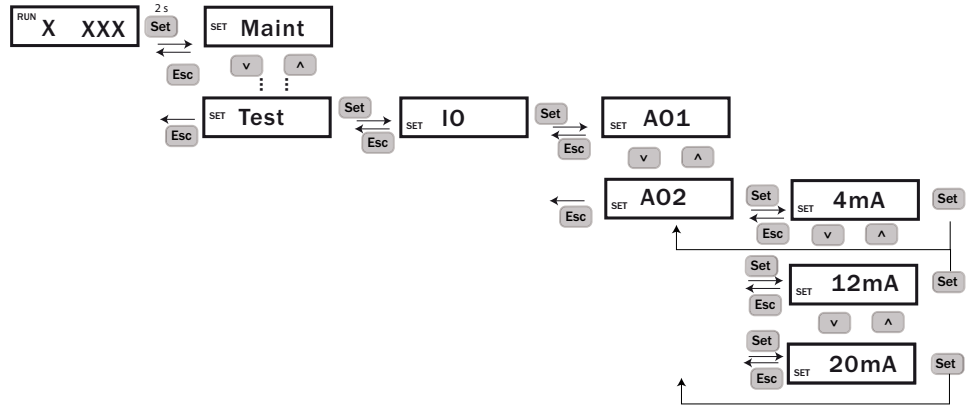 RUN X XXX
2 s
Set
Esc
SET Maint
v ^
SET Test
Esc
Set
Esc
SET IO
Set
Esc
SET AO1
v ^
SET AO2
Esc
Set
Esc
SET 4mA
Set
v ^
Set
Esc
SET 12mA
Set
v ^
Set
Esc
SET 20mA
Set